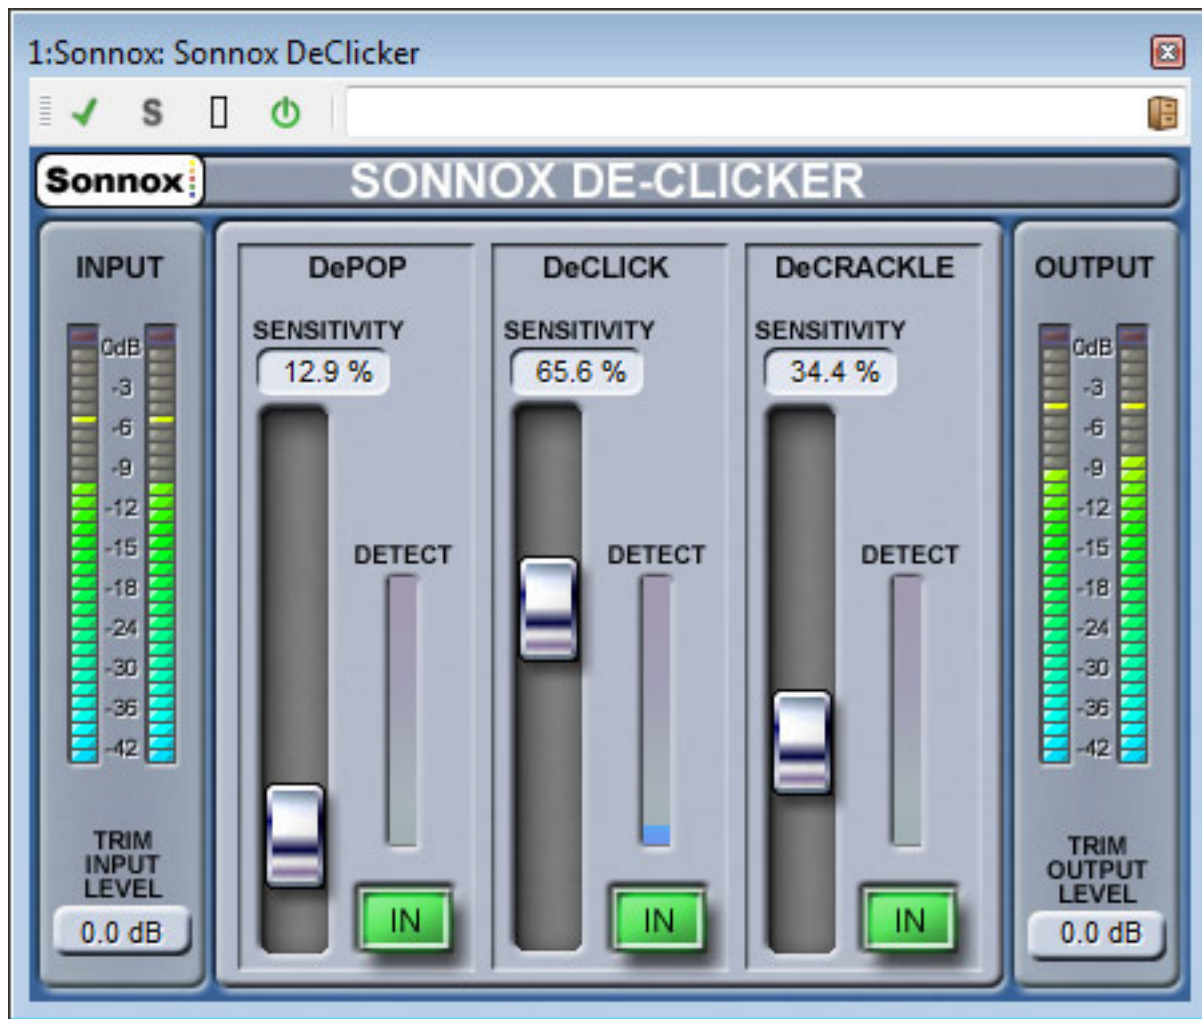 1:Sonnox: Sonnox DeClicker
S
Sonnox
SONNOX DE-CLICKER
INPUT
0dB
-3
-6
-9
-12
-15
-18
-24
-30
-36
-42
TRIM
INPUT
LEVEL
0.0 dB
DePOP
SENSITIVITY
12.9 %
DETECT
IN
DeCLICK
SENSITIVITY
65.6 %
DETECT
IN
DeCRACKLE
SENSITIVITY
34.4 %
DETECT
IN
OUTPUT
0dB
-3
-6
-9
-12
-15
-18
-24
-30
-36
-42
TRIM
OUTPUT
LEVEL
0.0 dB